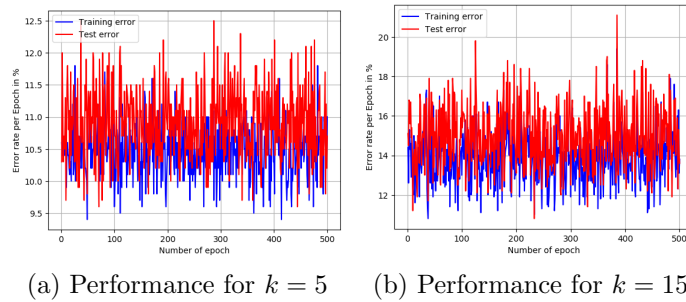 Training error
Test error
Error rate per Epoch in %
12.5
12.0
11.5
11.0
10.5
10.0
9.5
0
100
200
300
400
500
Number of epoch
(a) Performance for k = 5
Training error
Test error
Error rate per Epoch in %
20
18
16
14
12
0
100
200
300
400
500
Number of epoch
(b) Performance for k = 15